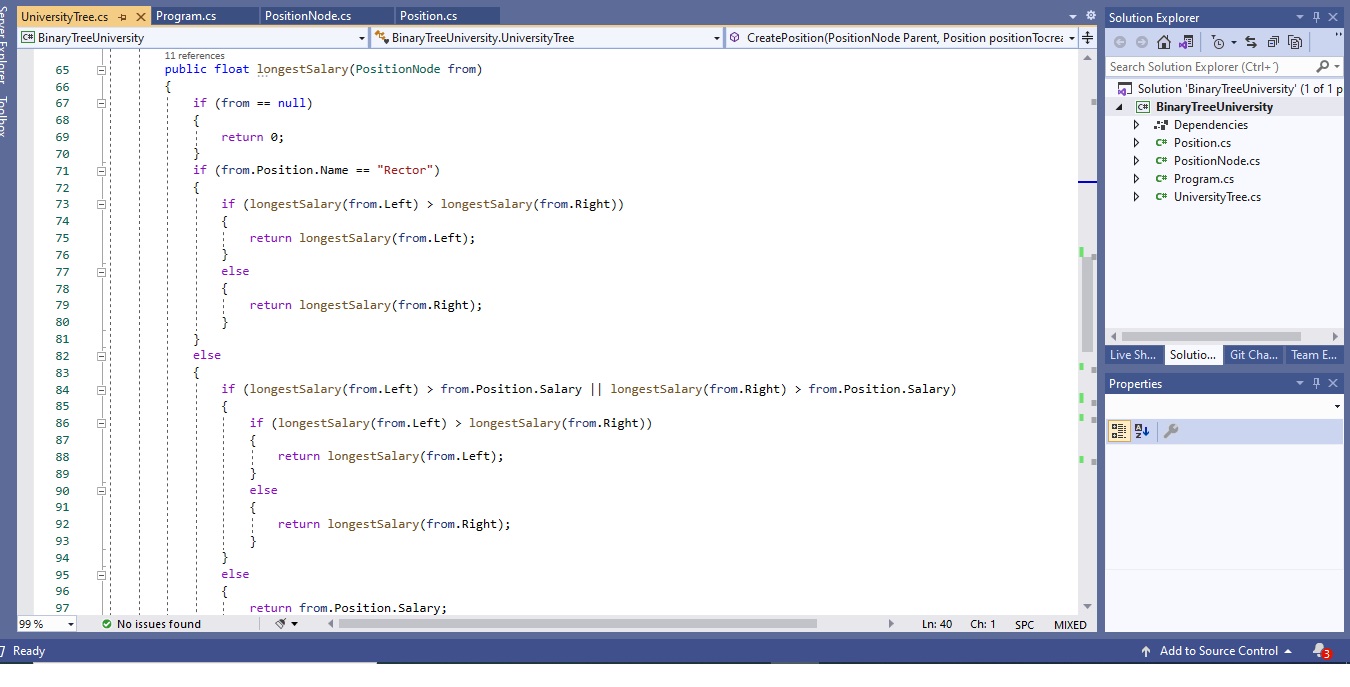 Server Explorer
Toolbox
UniversityTree.cs
Program.cs
PositionNode.cs
Position.cs
C# BinaryTreeUniversity
BinaryTreeUniversity.UniversityTree
CreatePosition(PositionNode Parent, Position positionTocrea
11 references
65 public float longestSalary(PositionNode from)
66 {
67 if (from == null)
68 {
69 return 0;
70 }
71 if (from.Position.Name == "Rector")
72 {
73 if (longestSalary(from.Left) > longestSalary(from.Right))
74 {
75 return longestSalary(from.Left);
76 }
77 else
78 {
79 return longestSalary(from.Right);
80 }
81 }
82 else
83 {
84 if (longestSalary(from.Left) > from.Position.Salary || longestSalary(from.Right) > from.Position.Salary)
85 {
86 if (longestSalary(from.Left) > longestSalary(from.Right))
87 {
88 return longestSalary(from.Left);
89 }
90 else
91 {
92 return longestSalary(from.Right);
93 }
94 }
95 else
96 {
97 return from.Position.Salary;
99 %
No issues found
Ln: 40 Ch: 1 SPC MIXED
Solution Explorer
Search Solution Explorer (Ctrl+´)
Solution 'BinaryTreeUniversity' (1 of 1 p
C# BinaryTreeUniversity
Dependencies
C# Position.cs
C# PositionNode.cs
C# Program.cs
C# UniversityTree.cs
Live Sh... Solutio... Git Cha... Team E...
Properties
Ready
Add to Source Control
3